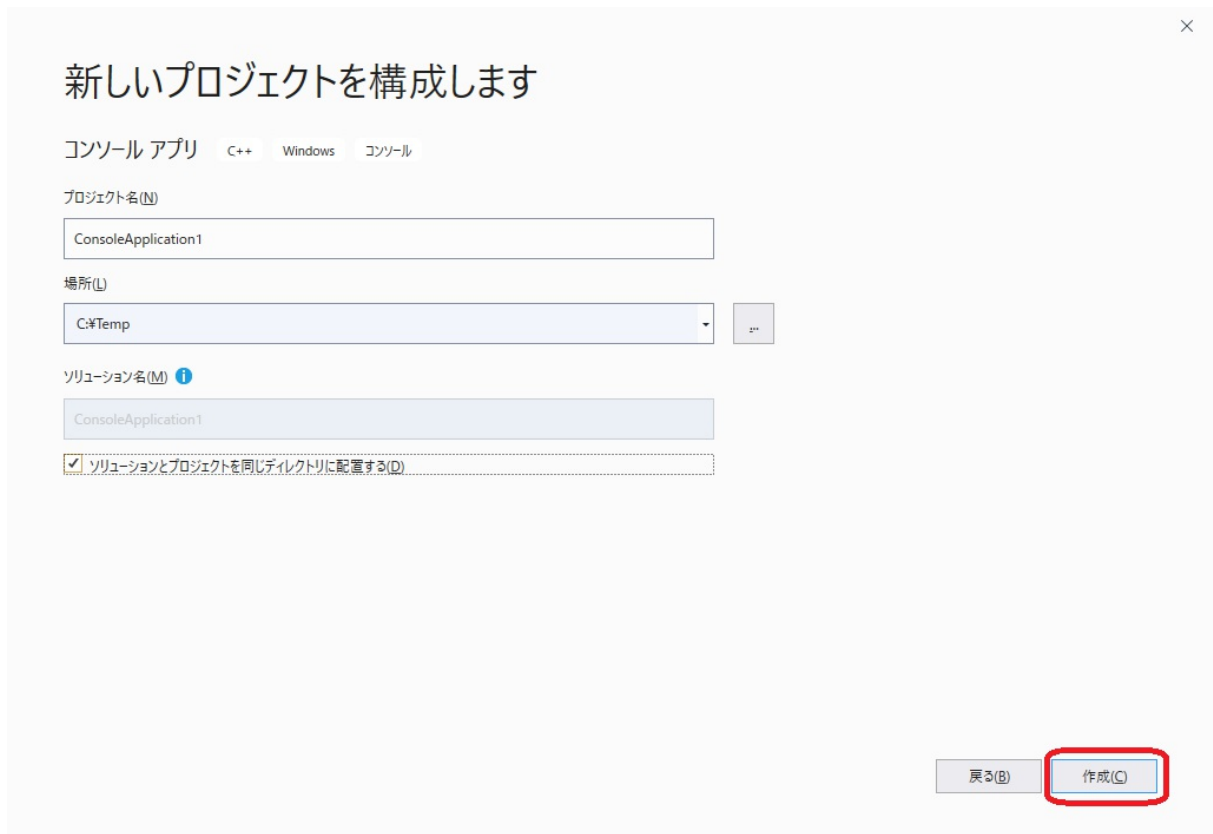 新しいプロジェクトを構成します
コンソール アプリ C++ Windows コンソール
プロジェクト名(N)
ConsoleApplication1
場所(L)
C:¥Temp
...
ソリューション名(M)
ConsoleApplication1
ソリューションとプロジェクトを同じディレクトリに配置する(D)
戻る(B) 作成(C)